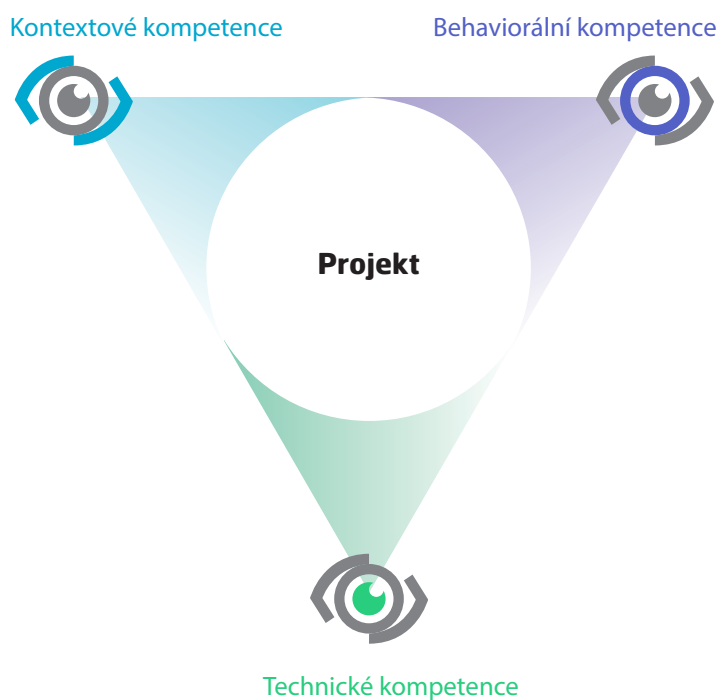 Kontextové kompetence
Behaviorální kompetence
Projekt
Technické kompetence